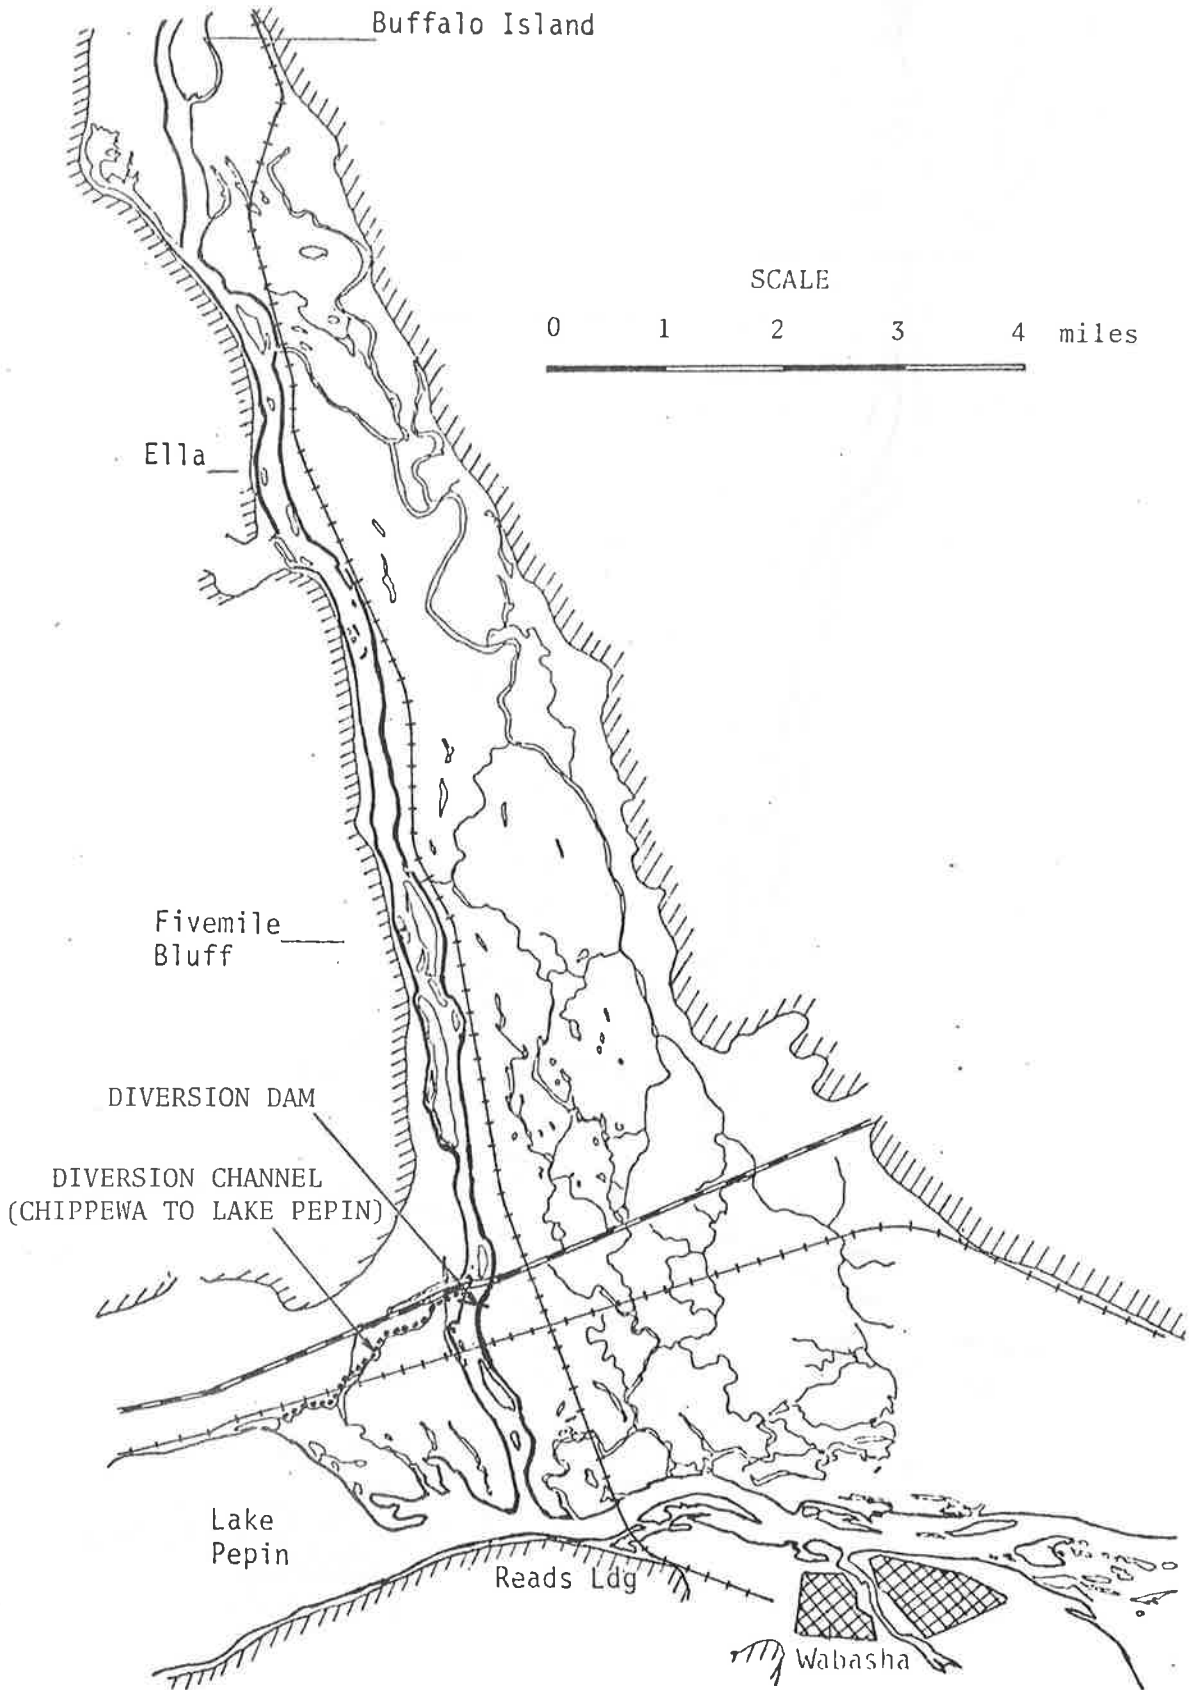 Buffalo Island
SCALE
0 1 2 3 4 miles
Ella
Fivemile
Bluff
DIVERSION DAM
DIVERSION CHANNEL
(CHIPPEWA TO LAKE PEPIN)
Lake
Pepin
Reads Ldg
Wabasha